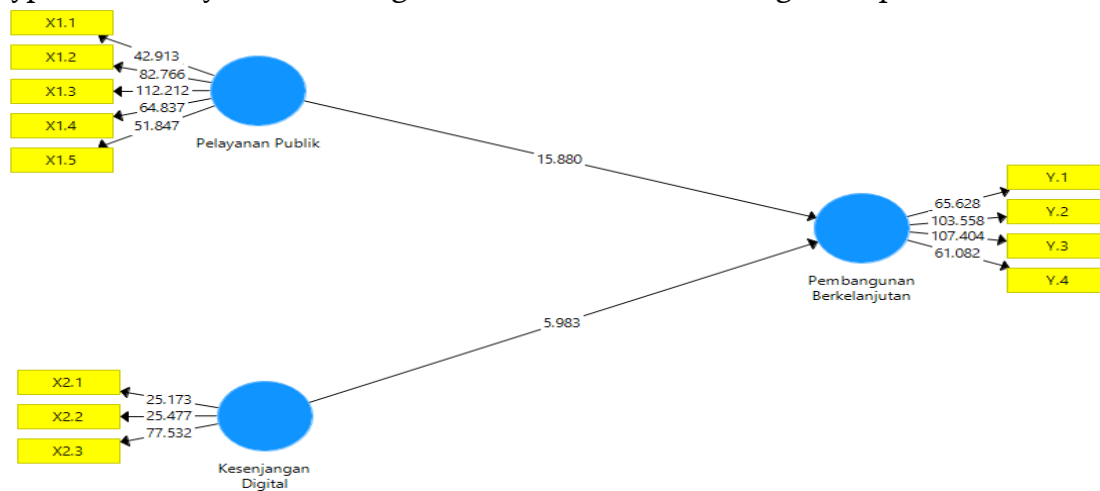 X1.1
X1.2
X1.3
X1.4
X1.5
42.913
82.766
112.212
64.837
51.847
Pelayanan Publik
15.880
5.983
X2.1
X2.2
X2.3
25.173
25.477
77.532
Kesenjangan
Digital
Pembangunan
Berkelanjutan
65.628
103.558
107.404
61.082
Y.1
Y.2
Y.3
Y.4